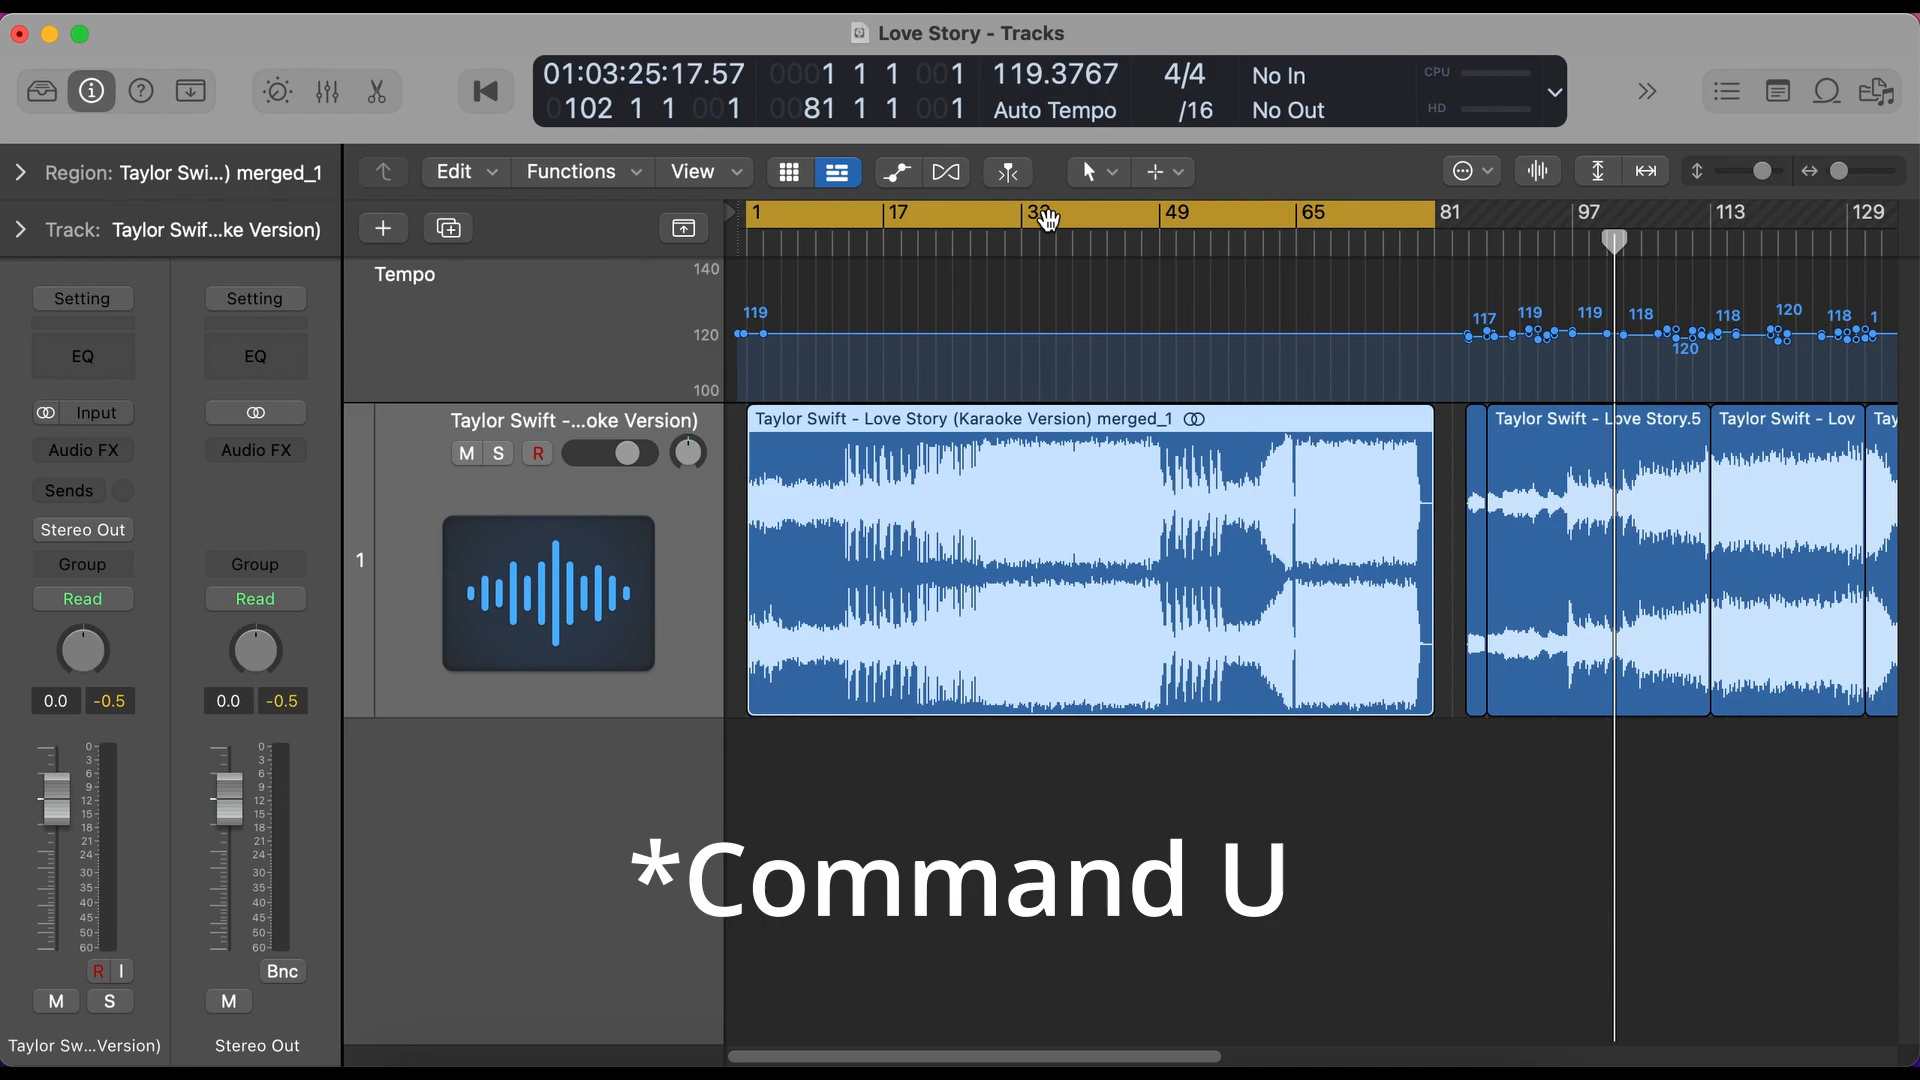 Love Story - Tracks
01:03:25:17.57 0001 1 1 001 119.3767 4/4 No In CPU
0102 1 1 001 0081 1 1 001 Auto Tempo /16 No Out HD
Region: Taylor Swi...) merged_1
Edit Functions View
Track: Taylor Swif...ke Version)
1 17 33 49 65 81 97 113 129
Tempo 140
120
100
119 117 119 119 118 120 118 120 118 1
Setting Setting
EQ EQ
Input
Audio FX Audio FX
Sends
Stereo Out
Group Group
Read Read
0.0 -0.5 0.0 -0.5
Taylor Swift -...oke Version)
M S R
1
Taylor Swift - Love Story (Karaoke Version) merged_1
Taylor Swift - Love Story.5 Taylor Swift - Lov Tay
0 0
3 3
6 6
9 9
12 12
15 15
18 18
21 21
24 24
30 30
35 35
40 40
45 45
50 50
60 60
R I Bnc
M S M
Taylor Sw...Version) Stereo Out
*Command U